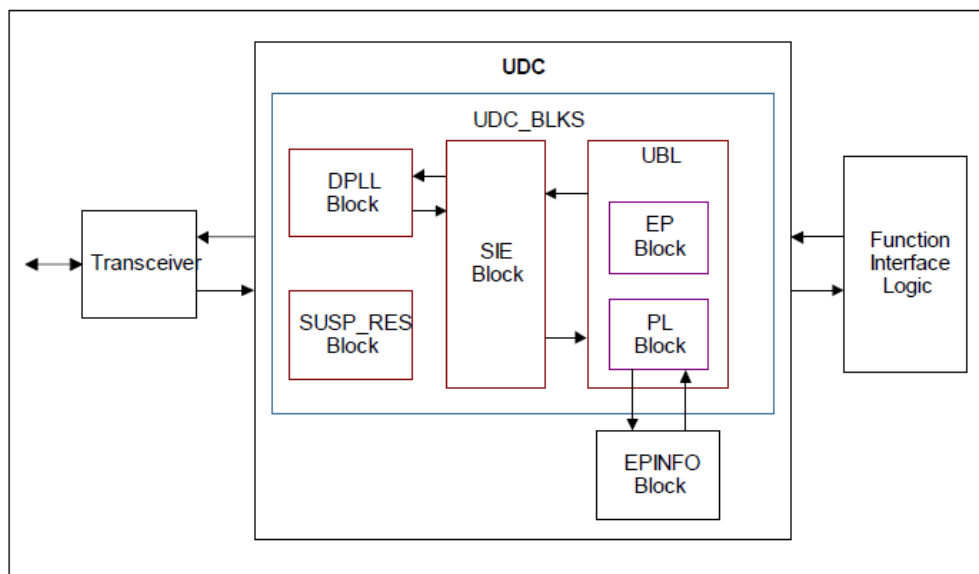 UDC
UDC_BLKS
DPLL
Block
SUSP_RES
Block
SIE
Block
UBL
EP
Block
PL
Block
EPINFO
Block
Transceiver
Function
Interface
Logic